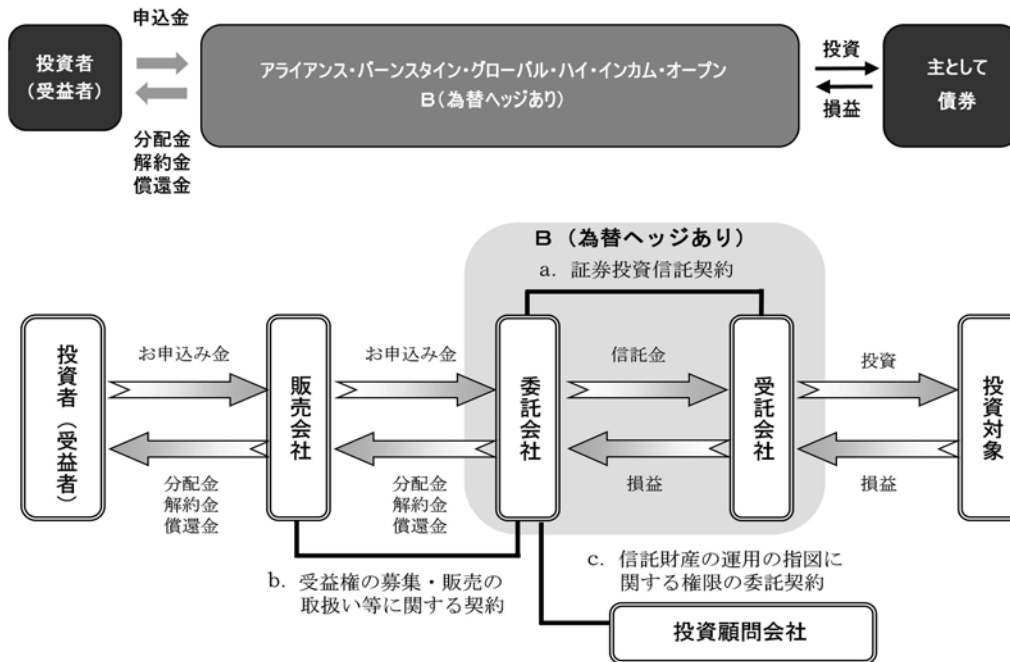 申込金
投資者
(受益者)
分配金
解約金
償還金
アライアンス・バーンスタイン・グローバル・ハイ・インカム・オープン
B(為替ヘッジあり)
投資
損益
主として
債券
B (為替ヘッジあり)
a. 証券投資信託契約
投資者(受益者)
お申込み金
分配金
解約金
償還金
販売会社
お申込み金
分配金
解約金
償還金
委託会社
信託金
損益
受託会社
投資
損益
投資対象
b. 受益権の募集・販売の
取扱い等に関する契約
c. 信託財産の運用の指図に
関する権限の委託契約
投資顧問会社